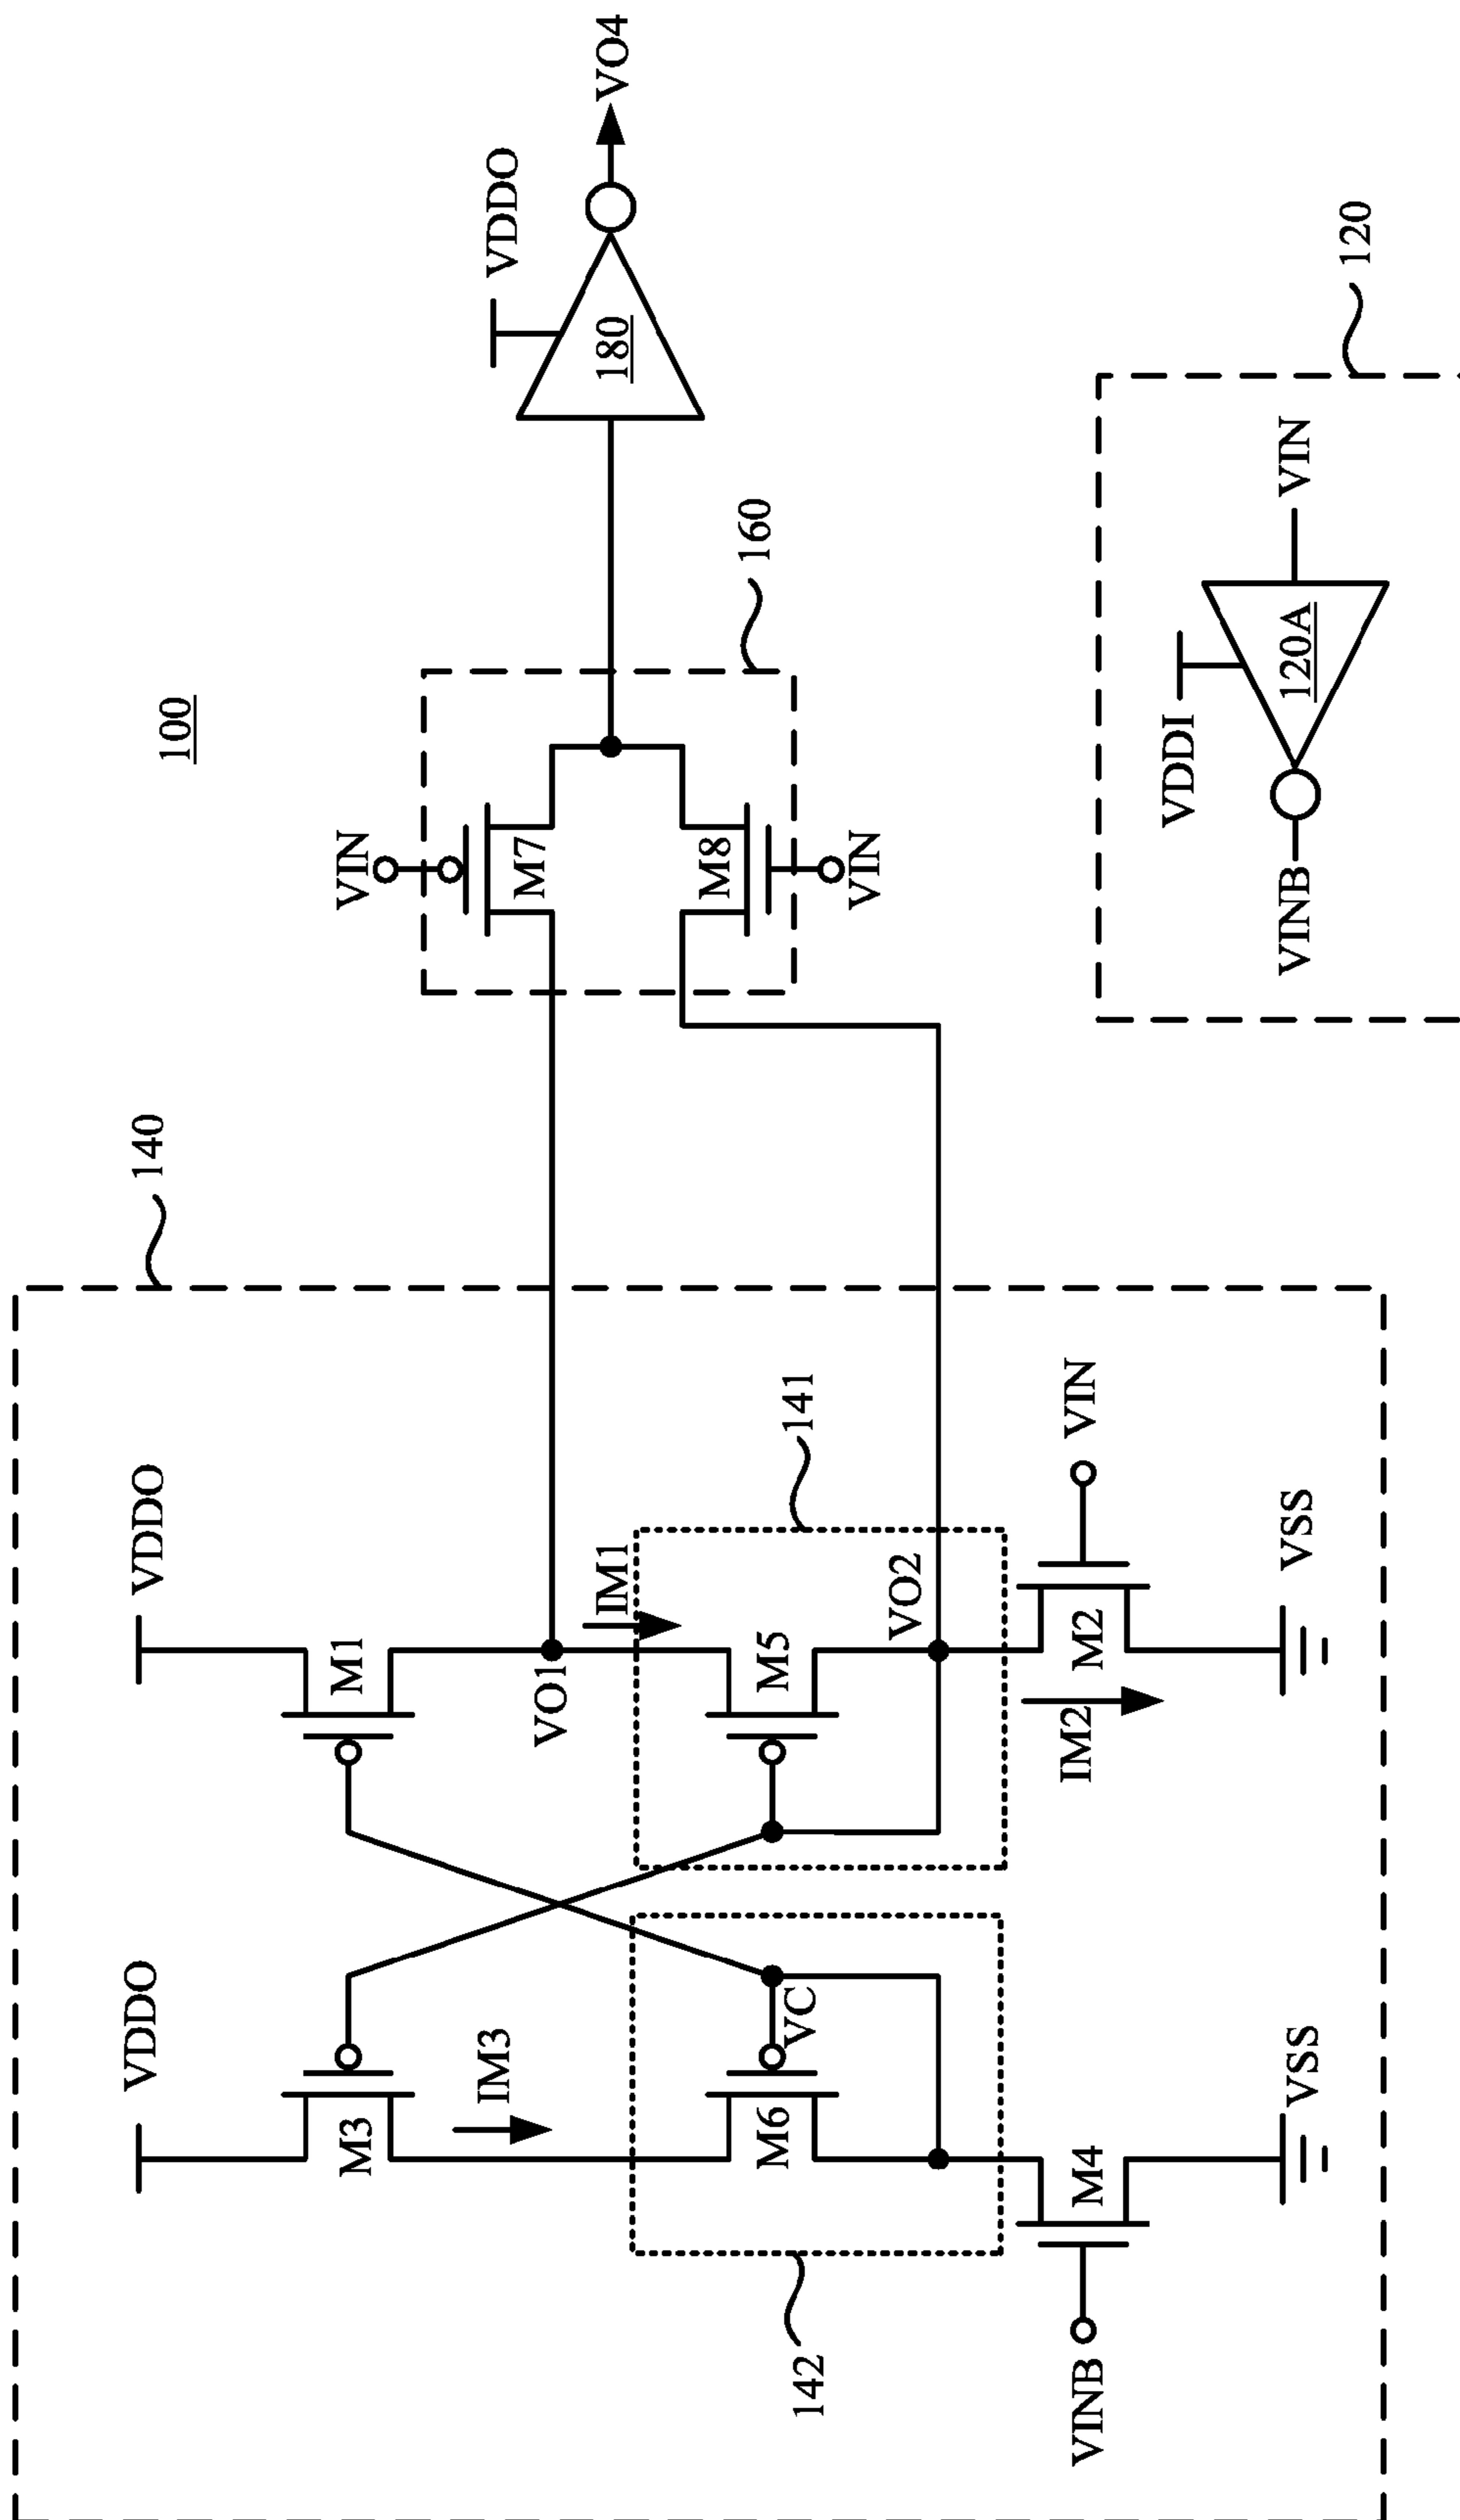 100
140
VDDO
VDDO
M3
M1
IM3
VO1
IM1
142
141
M6
VC
M5
VO2
VINB
M4
IM2
M2
VIN
VSS
VSS
VIN
M7
M8
VIN
160
VDDO
180
VO4
120
VDDI
VINB
120A
VIN